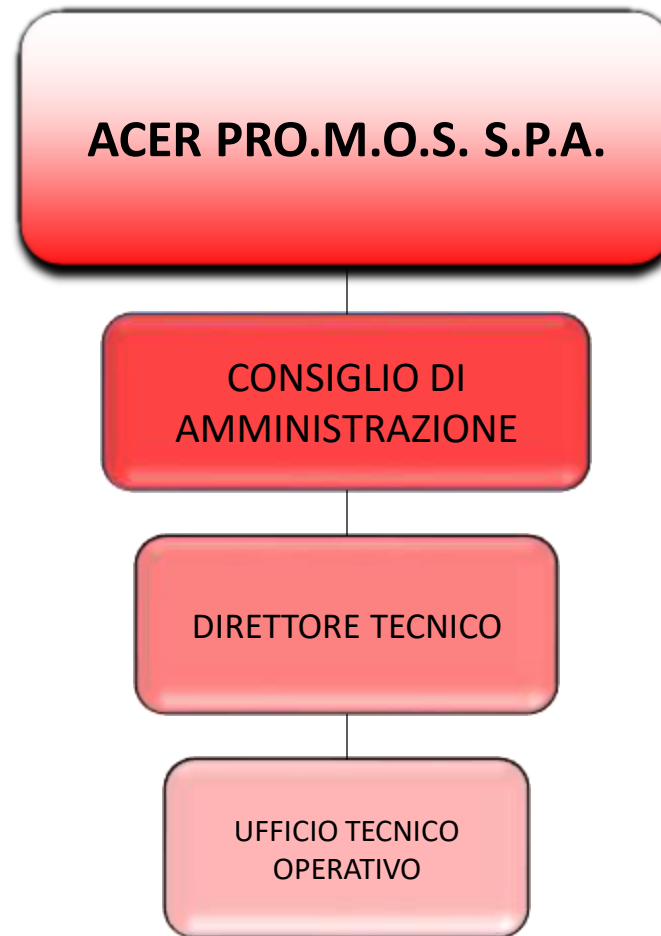 ACER PRO.M.O.S. S.P.A.
CONSIGLIO DI
AMMINISTRAZIONE
DIRETTORE TECNICO
UFFICIO TECNICO
OPERATIVO